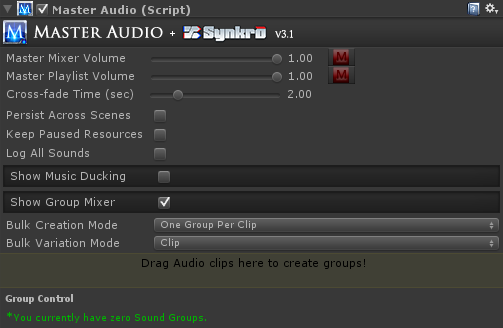 Master Audio (Script)
MASTER AUDIO + Synkro v3.1
Master Mixer Volume 1.00 M
Master Playlist Volume 1.00 M
Cross-fade Time (sec) 2.00
Persist Across Scenes
Keep Paused Resources
Log All Sounds
Show Music Ducking
Show Group Mixer
Bulk Creation Mode One Group Per Clip
Bulk Variation Mode Clip
Drag Audio clips here to create groups!
Group Control
*You currently have zero Sound Groups.